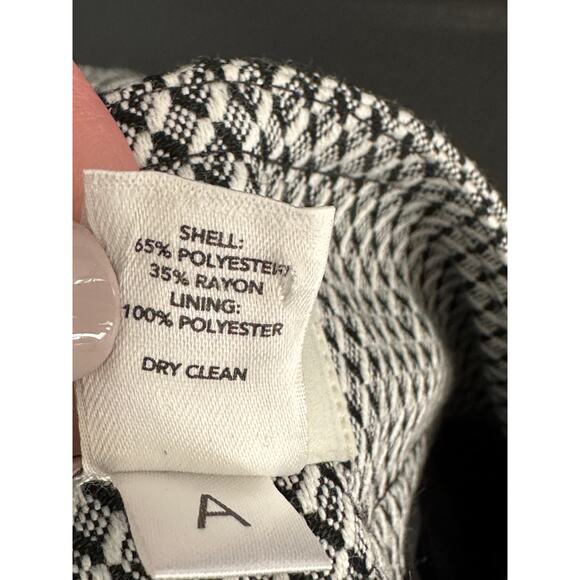 SHELL:
65% POLYESTER
35% RAYON
LINING:
100% POLYESTER
DRY CLEAN
A